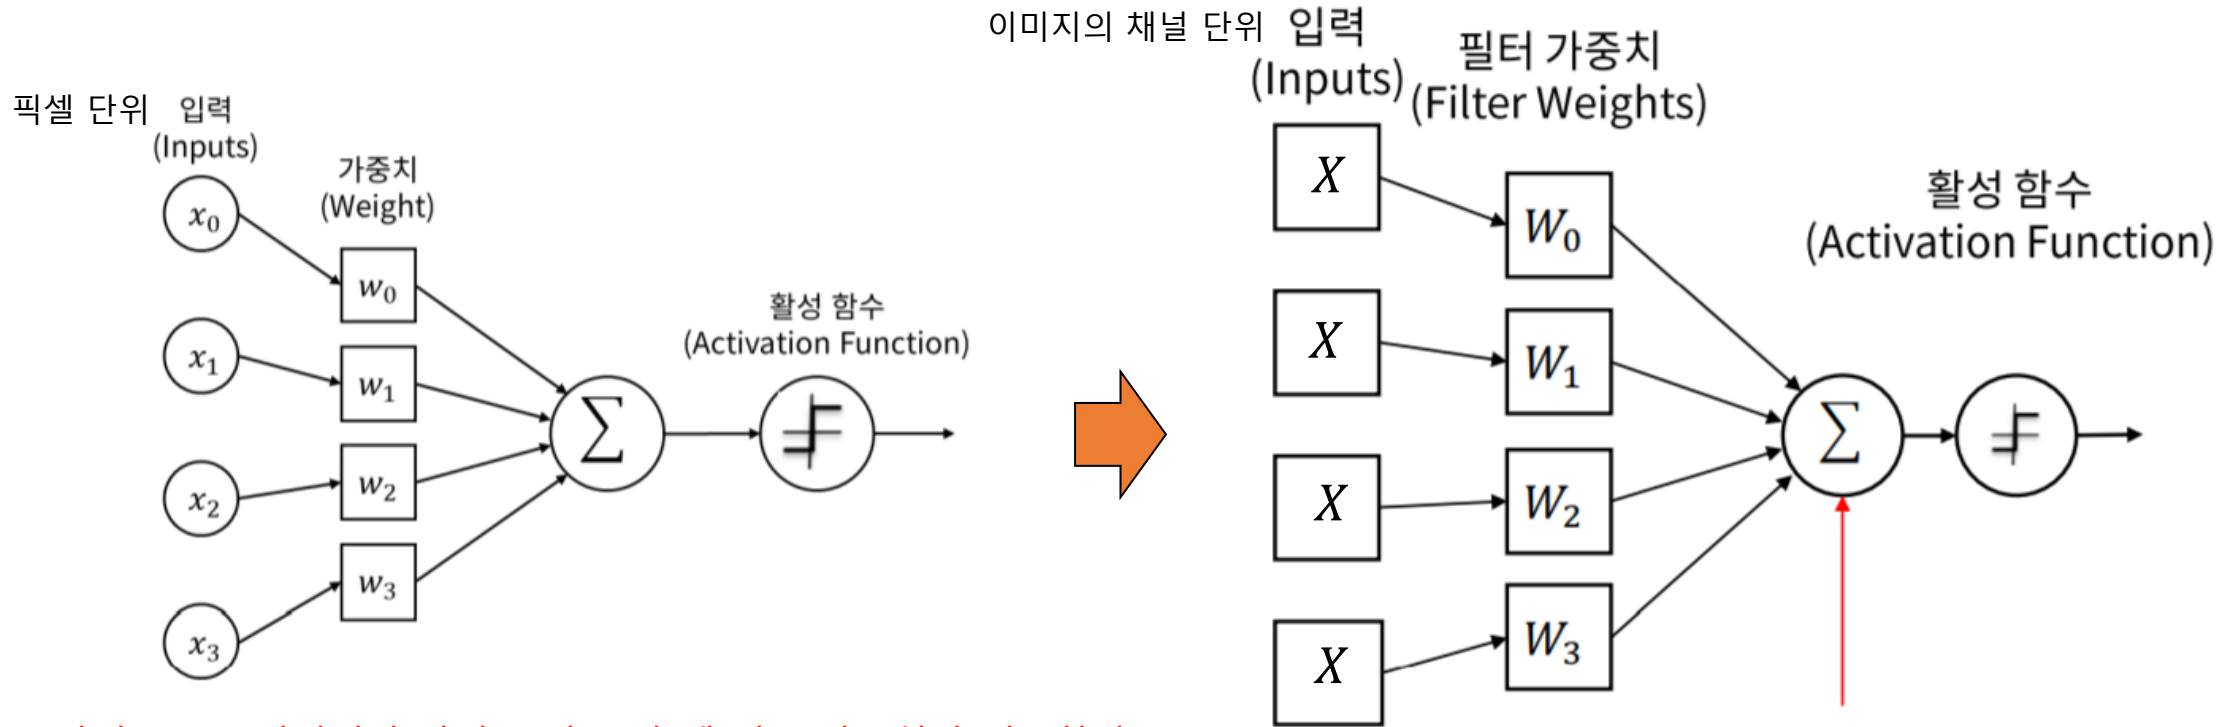 픽셀 단위
입력
(Inputs)
가중치
(Weight)
x0
x1
x2
x3
w0
w1
w2
w3
∑
활성 함수
(Activation Function)
이미지의 채널 단위
입력
(Inputs)
필터 가중치
(Filter Weights)
X
X
X
X
W0
W1
W2
W3
∑
활성 함수
(Activation Function)